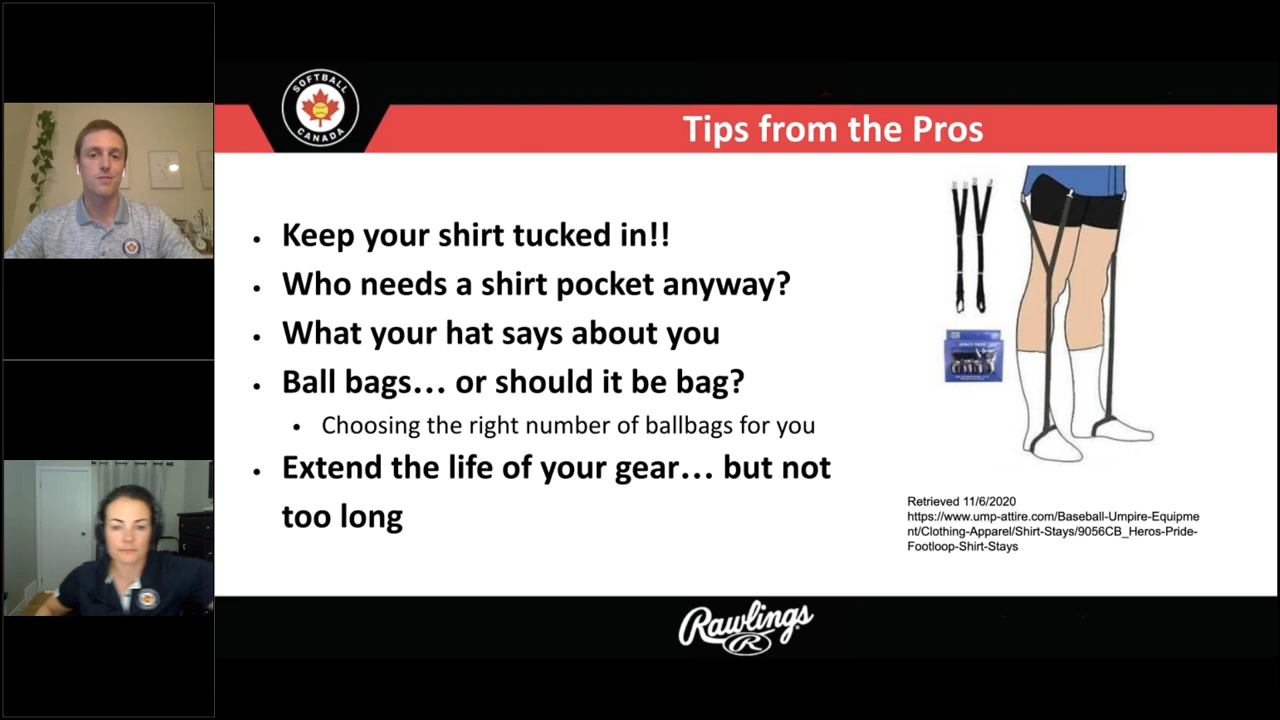 SOFTBALL
CANADA
Tips from the Pros
• Keep your shirt tucked in!!
• Who needs a shirt pocket anyway?
• What your hat says about you
• Ball bags... or should it be bag?
• Choosing the right number of ballbags for you
• Extend the life of your gear... but not
too long
Retrieved 11/6/2020
https://www.ump-attire.com/Baseball-Umpire-Equipme
nt/Clothing-Apparel/Shirt-Stays/9056CB_Heros-Pride-
Footloop-Shirt-Stays
Rawlings
R